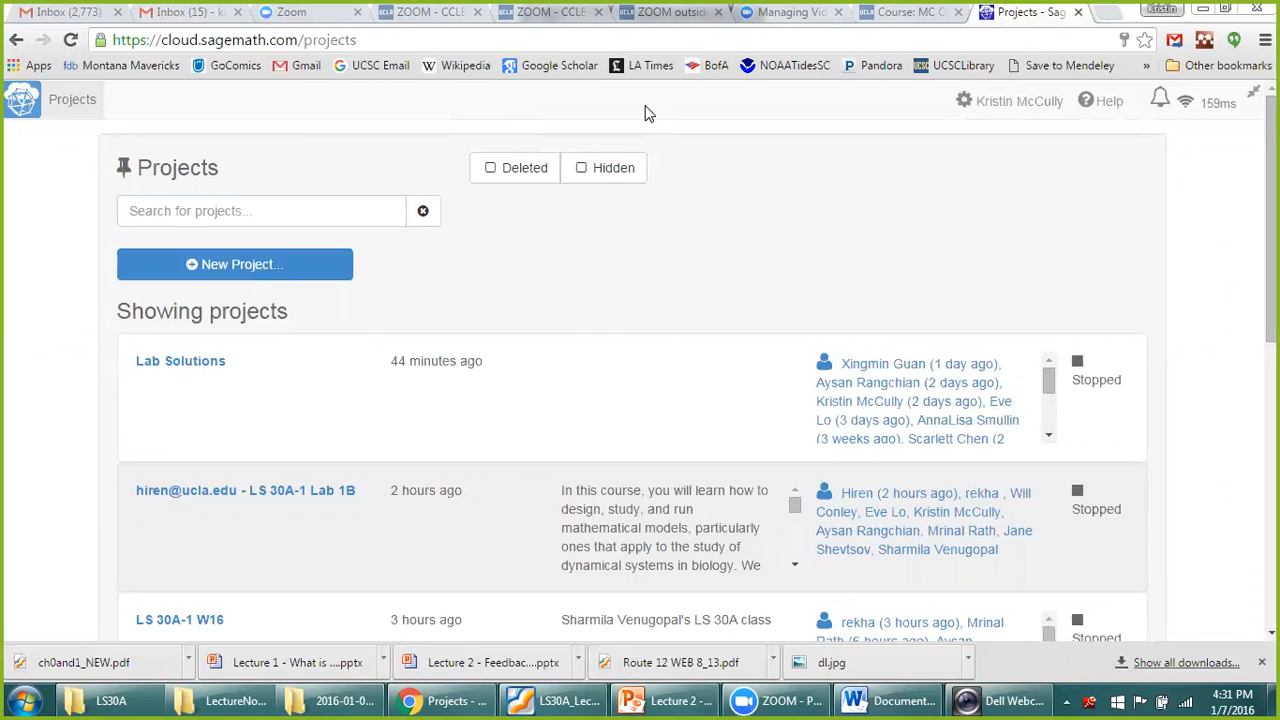 Inbox (2,773)
Inbox (15) - k
Zoom
UCLA ZOOM - CCLE
UCLA ZOOM - CCLE
UCLA ZOOM outsid
Managing Vid
UCLA Course: MC C
Projects - Sag
Kristin
https://cloud.sagemath.com/projects
Apps
fdb Montana Mavericks
GoComics
Gmail
UCSC Email
W Wikipedia
Google Scholar
LA Times
BofA
NOAATidesSC
Pandora
UCSC UCSCLibrary
Save to Mendeley
»
Other bookmarks
Projects
Kristin McCully
Help
159ms
Projects
Deleted
Hidden
Search for projects...
New Project...
Showing projects
Lab Solutions
44 minutes ago
Xingmin Guan (1 day ago),
Aysan Rangchian (2 days ago),
Kristin McCully (2 days ago), Eve
Lo (3 days ago), AnnaLisa Smullin
(3 weeks ago), Scarlett Chen (2
Stopped
hiren@ucla.edu - LS 30A-1 Lab 1B
2 hours ago
In this course, you will learn how to
design, study, and run
mathematical models, particularly
ones that apply to the study of
dynamical systems in biology. We
Hiren (2 hours ago), rekha , Will
Conley, Eve Lo, Kristin McCully,
Aysan Rangchian, Mrinal Rath, Jane
Shevtsov, Sharmila Venugopal
Stopped
LS 30A-1 W16
3 hours ago
Sharmila Venugopal's LS 30A class
rekha (3 hours ago), Mrinal
Rath (6 hours ago), Aysan
Stopped
ch0and1_NEW.pdf
Lecture 1 - What is ....pptx
Lecture 2 - Feedbac....pptx
Route 12 WEB 8_13.pdf
dl.jpg
Show all downloads...
LS30A
LectureNo...
2016-01-0...
Projects - ...
LS30A_Lec...
Lecture 2 -...
ZOOM - P...
Document...
Dell Webc...
4:31 PM
1/7/2016